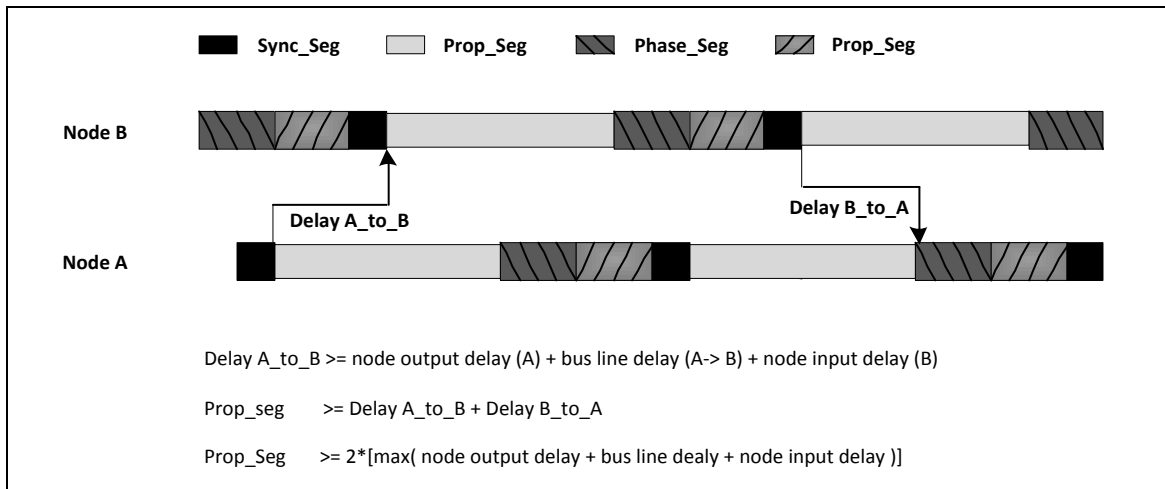 Sync_Seg Prop_Seg Phase_Seg Prop_Seg
Node B
Delay A_to_B
Delay B_to_A
Node A
Delay A_to_B >= node output delay (A) + bus line delay (A-> B) + node input delay (B)
Prop_seg >= Delay A_to_B + Delay B_to_A
Prop_Seg >= 2*[max( node output delay + bus line dealy + node input delay )]